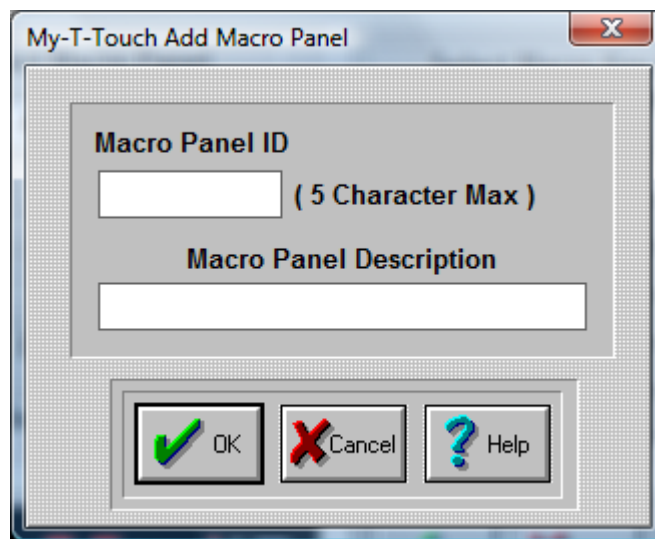 My-T-Touch Add Macro Panel
Macro Panel ID
( 5 Character Max )
Macro Panel Description
OK
Cancel
Help